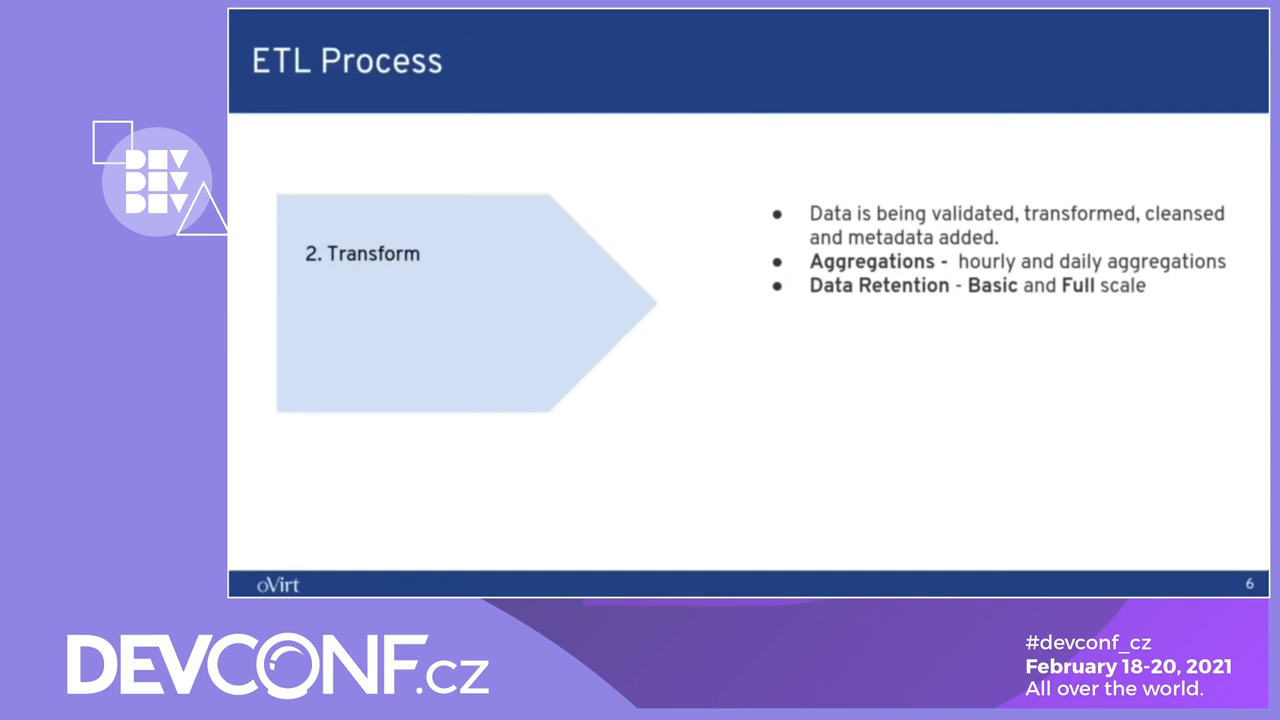 ETL Process
DEV
DEV
DEV
2. Transform
● Data is being validated, transformed, cleansed
and metadata added.
● Aggregations - hourly and daily aggregations
● Data Retention - Basic and Full scale
oVirt
6
DEVCONF.cz
#devconf_cz
February 18-20, 2021
All over the world.